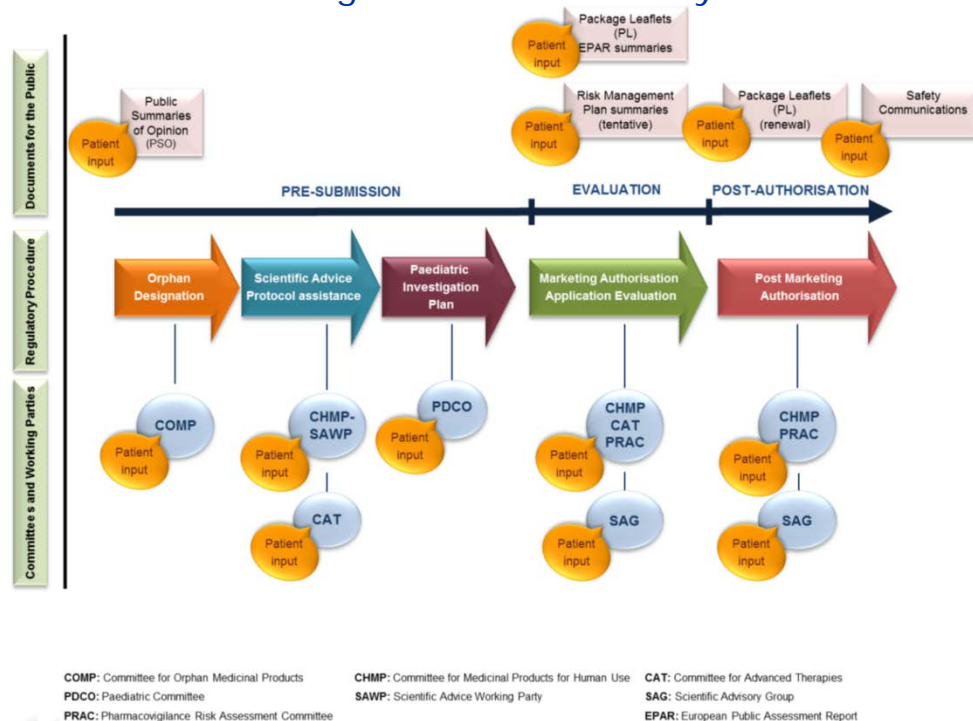 Package Leaflets
(PL)
EPAR summaries
Patient
input
Risk Management
Plan summaries
(tentative)
Patient
input
Package Leaflets
(PL)
(renewal)
Patient
input
Safety
Communications
Patient
input
Public
Summaries
of Opinion
(PSO)
Patient
input
Documents for the Public
PRE-SUBMISSION
EVALUATION
POST-AUTHORISATION
Regulatory Procedure
Orphan
Designation
Scientific Advice
Protocol assistance
Paediatric
Investigation
Plan
Marketing Authorisation
Application Evaluation
Post Marketing
Authorisation
Committees and Working Parties
COMP
Patient
input
CHMP-
SAWP
Patient
input
CAT
Patient
input
PDCO
Patient
input
CHMP
CAT
PRAC
Patient
input
SAG
Patient
input
CHMP
PRAC
Patient
input
SAG
Patient
input
COMP: Committee for Orphan Medicinal Products
PDCO: Paediatric Committee
PRAC: Pharmacovigilance Risk Assessment Committee
CHMP: Committee for Medicinal Products for Human Use
SAWP: Scientific Advice Working Party
CAT: Committee for Advanced Therapies
SAG: Scientific Advisory Group
EPAR: European Public Assessment Report